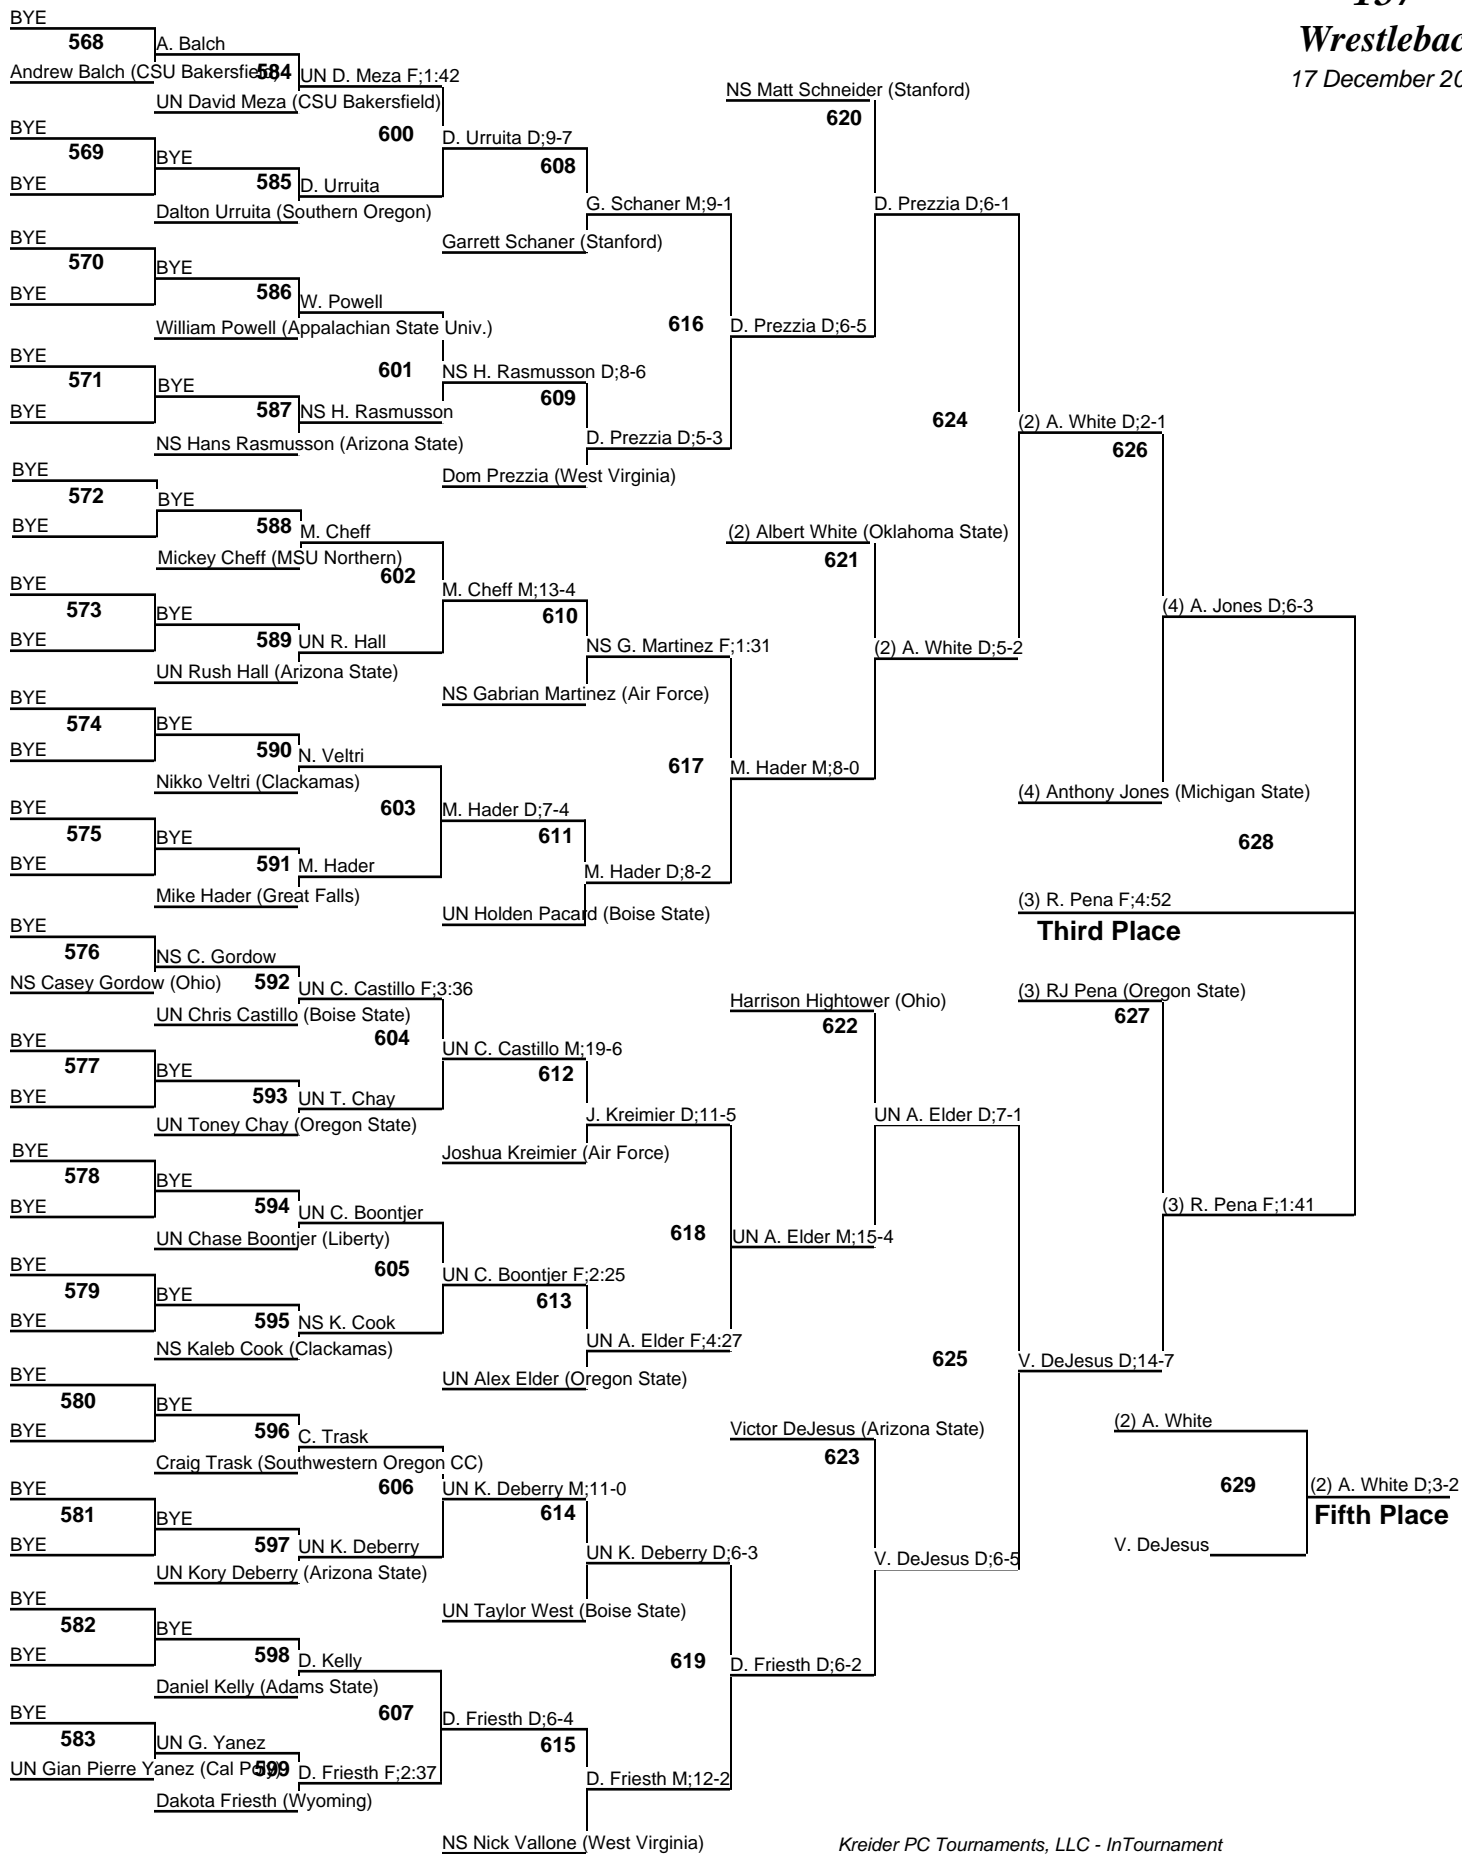 157
Wrestlebac
17 December 20
BYE
568
A. Balch
Andrew Balch (CSU Bakersfield)
584
UN D. Meza F;1:42
UN David Meza (CSU Bakersfield)
NS Matt Schneider (Stanford)
620
BYE
569
600
D. Urruita D;9-7
BYE
608
BYE
585
D. Urruita
Dalton Urruita (Southern Oregon)
G. Schaner M;9-1
D. Prezzia D;6-1
BYE
570
Garrett Schaner (Stanford)
BYE
BYE
586
W. Powell
William Powell (Appalachian State Univ.)
616
D. Prezzia D;6-5
BYE
571
601
NS H. Rasmusson D;8-6
BYE
BYE
587
NS H. Rasmusson
609
624
(2) A. White D;2-1
NS Hans Rasmusson (Arizona State)
D. Prezzia D;5-3
626
BYE
572
Dom Prezzia (West Virginia)
BYE
BYE
588
M. Cheff
(2) Albert White (Oklahoma State)
Mickey Cheff (MSU Northern)
621
602
BYE
573
M. Cheff M;13-4
BYE
610
(4) A. Jones D;6-3
BYE
589
UN R. Hall
NS G. Martinez F;1:31
(2) A. White D;5-2
UN Rush Hall (Arizona State)
NS Gabrian Martinez (Air Force)
BYE
574
BYE
BYE
590
N. Veltri
617
M. Hader M;8-0
Nikko Veltri (Clackamas)
(4) Anthony Jones (Michigan State)
BYE
575
603
M. Hader D;7-4
BYE
611
628
BYE
591
M. Hader
M. Hader D;8-2
Mike Hader (Great Falls)
(3) R. Pena F;4:52
UN Holden Pacard (Boise State)
Third Place
BYE
576
NS C. Gordow
NS Casey Gordow (Ohio)
592
UN C. Castillo F;3:36
(3) RJ Pena (Oregon State)
Harrison Hightower (Ohio)
UN Chris Castillo (Boise State)
622
627
604
BYE
577
UN C. Castillo M;19-6
BYE
612
BYE
593
UN T. Chay
J. Kreimier D;11-5
UN A. Elder D;7-1
UN Toney Chay (Oregon State)
Joshua Kreimier (Air Force)
BYE
578
BYE
BYE
594
UN C. Boontjer
(3) R. Pena F;1:41
UN Chase Boontjer (Liberty)
618
UN A. Elder M;15-4
BYE
579
605
UN C. Boontjer F;2:25
BYE
613
BYE
595
NS K. Cook
UN A. Elder F;4:27
NS Kaleb Cook (Clackamas)
625
V. DeJesus D;14-7
UN Alex Elder (Oregon State)
BYE
580
BYE
BYE
596
C. Trask
Victor DeJesus (Arizona State)
(2) A. White
Craig Trask (Southwestern Oregon CC)
623
BYE
581
606
UN K. Deberry M;11-0
629
(2) A. White D;3-2
BYE
614
Fifth Place
BYE
597
UN K. Deberry
UN K. Deberry D;6-3
V. DeJesus D;6-5
V. DeJesus
UN Kory Deberry (Arizona State)
UN Taylor West (Boise State)
BYE
582
BYE
BYE
598
D. Kelly
619
D. Friesth D;6-2
Daniel Kelly (Adams State)
BYE
583
607
D. Friesth D;6-4
UN G. Yanez
615
UN Gian Pierre Yanez (Cal Poly)
599
D. Friesth F;2:37
D. Friesth M;12-2
Dakota Friesth (Wyoming)
NS Nick Vallone (West Virginia)
Kreider PC Tournaments, LLC - InTournament